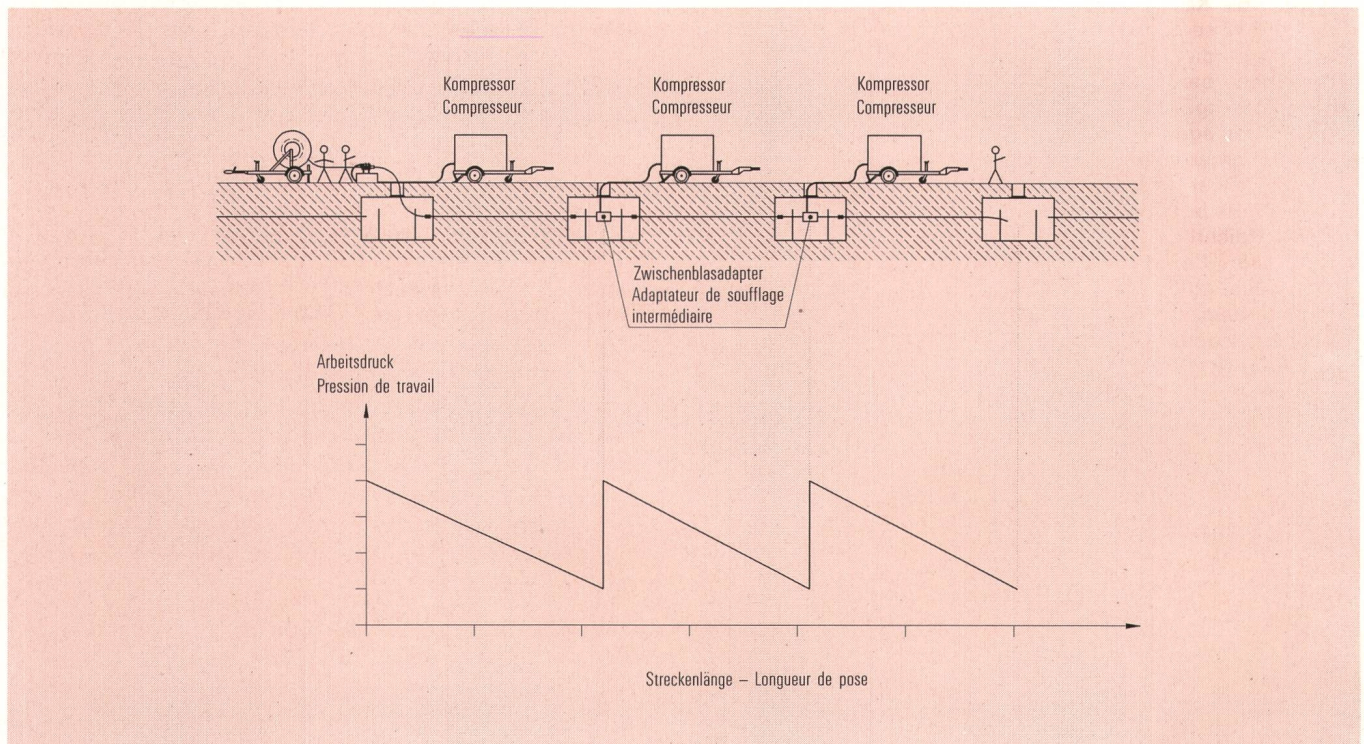 Kompressor
Compresseur
Kompressor
Compresseur
Kompressor
Compresseur
Zwischenblasadapter
Adaptateur de soufflage
intermédiaire
Arbeitsdruck
Pression de travail
Streckenlänge – Longueur de pose